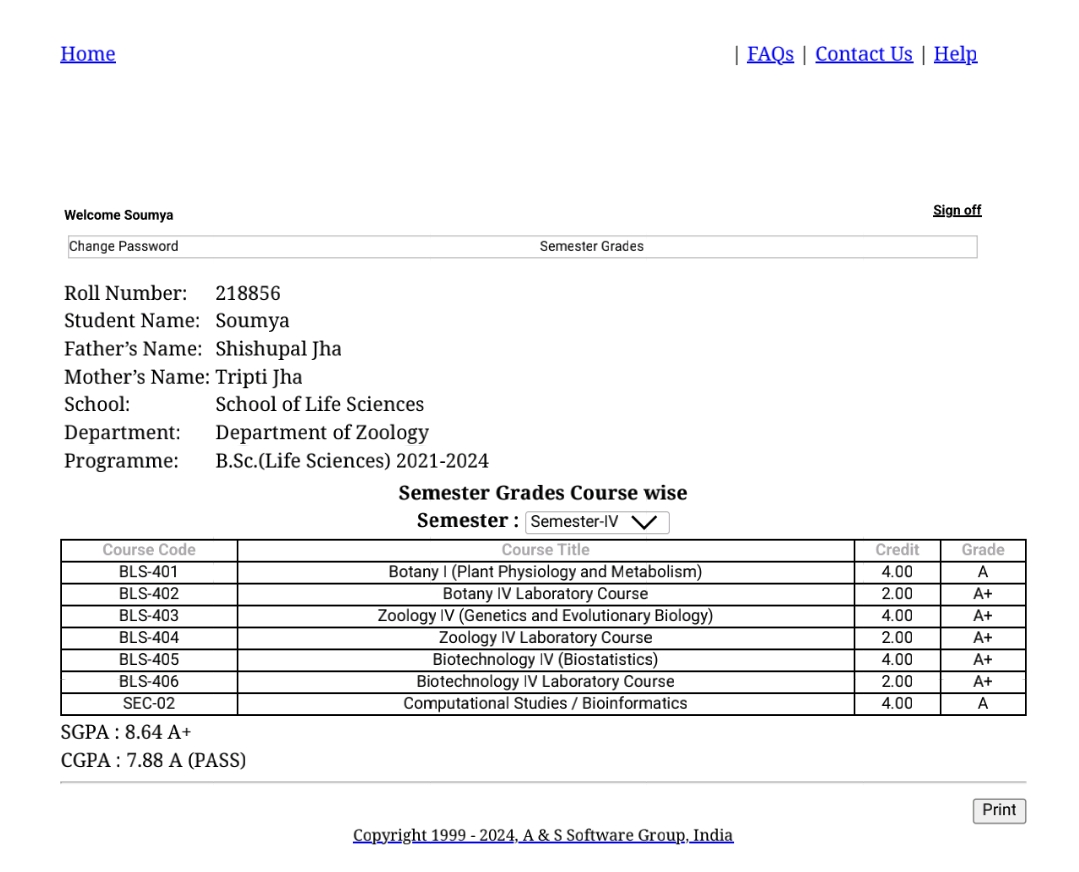 Home | FAQs | Contact Us | Help
Welcome Soumya Sign off
Change Password Semester Grades
Roll Number: 218856
Student Name: Soumya
Father’s Name: Shishupal Jha
Mother’s Name: Tripti Jha
School: School of Life Sciences
Department: Department of Zoology
Programme: B.Sc.(Life Sciences) 2021-2024
Semester Grades Course wise
Semester : Semester-IV
Course Code Course Title Credit Grade
BLS-401 Botany I (Plant Physiology and Metabolism) 4.00 A
BLS-402 Botany IV Laboratory Course 2.00 A+
BLS-403 Zoology IV (Genetics and Evolutionary Biology) 4.00 A+
BLS-404 Zoology IV Laboratory Course 2.00 A+
BLS-405 Biotechnology IV (Biostatistics) 4.00 A+
BLS-406 Biotechnology IV Laboratory Course 2.00 A+
SEC-02 Computational Studies / Bioinformatics 4.00 A
SGPA : 8.64 A+
CGPA : 7.88 A (PASS)
Print
Copyright 1999 - 2024, A & S Software Group, India